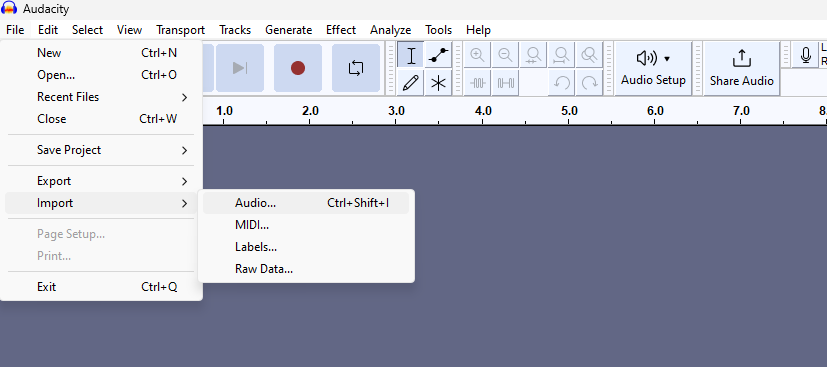 Audacity
File Edit Select View Transport Tracks Generate Effect Analyze Tools Help
New Ctrl+N
Open... Ctrl+O
Recent Files
Close Ctrl+W
Save Project
Export
Import
Page Setup...
Print...
Exit Ctrl+Q
Audio... Ctrl+Shift+I
MIDI...
Labels...
Raw Data...
Audio Setup
Share Audio
L
R
1.0 2.0 3.0 4.0 5.0 6.0 7.0 8.